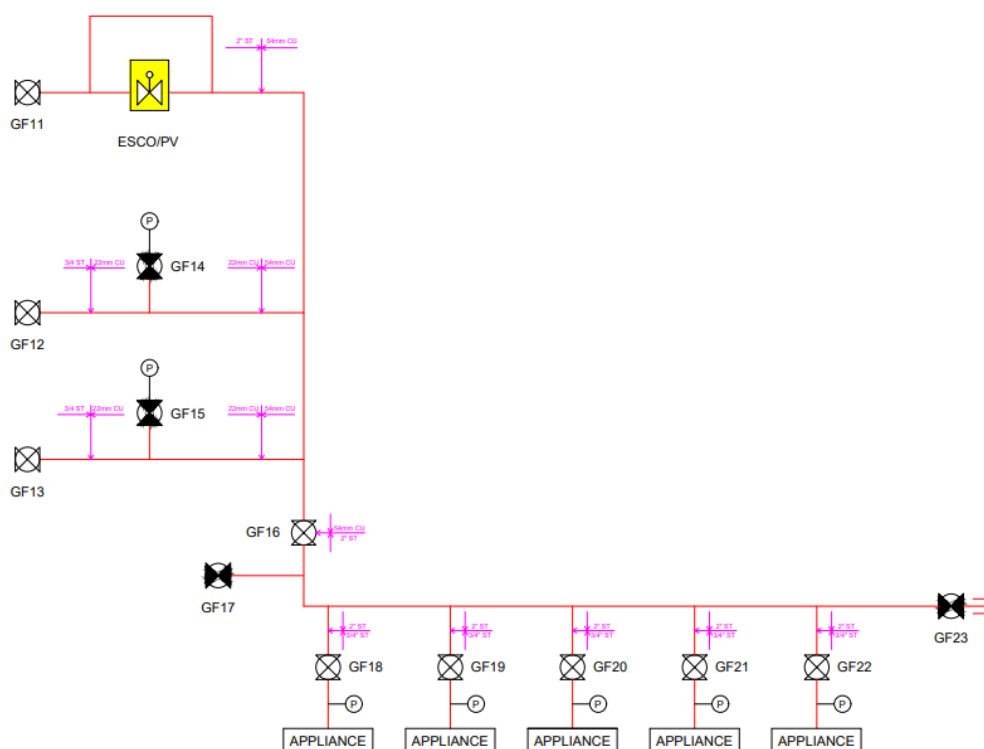 2" ST 54mm CU
GF11
ESCO/PV
P
3/4 ST 22mm CU
GF14
22mm CU 54mm CU
GF12
P
3/4 ST 22mm CU
GF15
22mm CU 54mm CU
GF13
GF16
54mm CU
2" ST
GF17
GF23
2" ST
3/4" ST
2" ST
3/4" ST
2" ST
3/4" ST
2" ST
3/4" ST
2" ST
3/4" ST
GF18
GF19
GF20
GF21
GF22
P
P
P
P
P
APPLIANCE
APPLIANCE
APPLIANCE
APPLIANCE
APPLIANCE